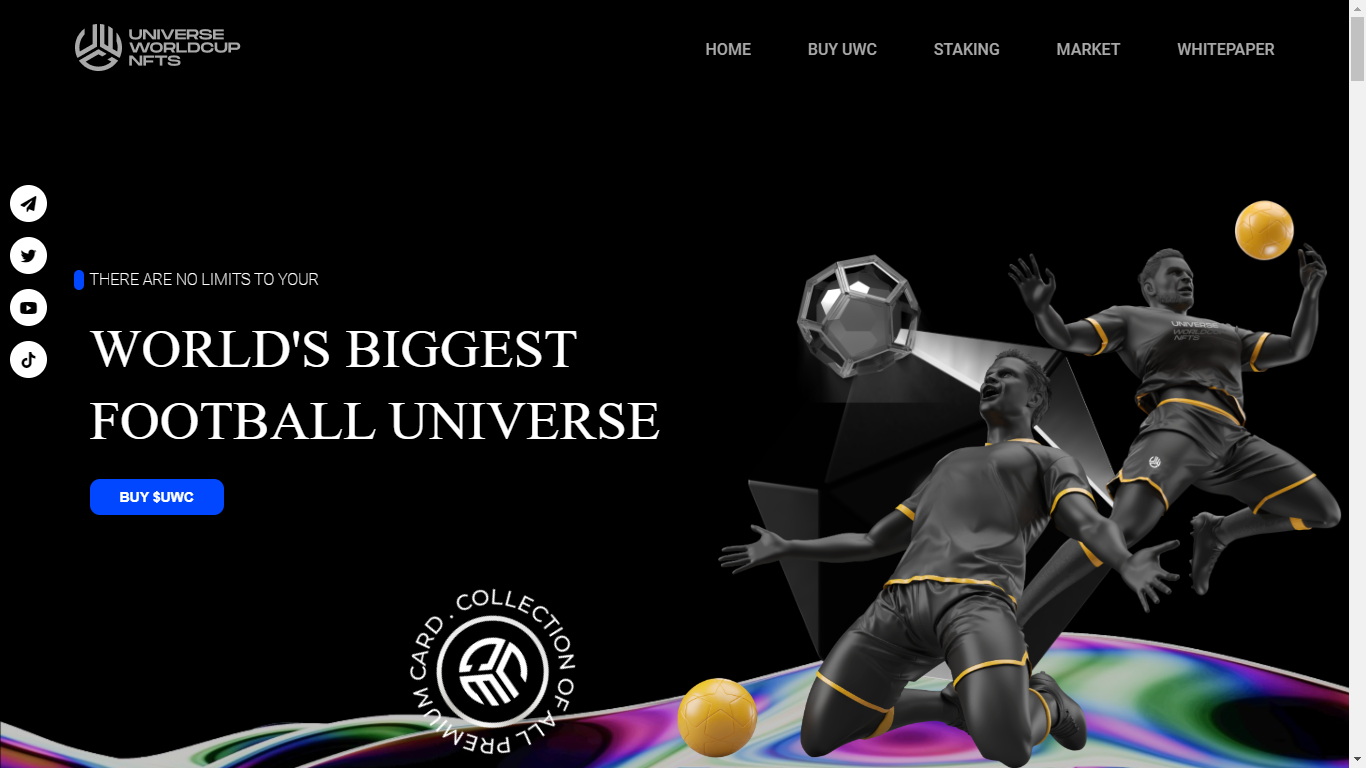 UNIVERSE
WORLDCUP
NFTS
HOME BUY UWC STAKING MARKET WHITEPAPER
THERE ARE NO LIMITS TO YOUR
WORLD'S BIGGEST
FOOTBALL UNIVERSE
BUY $UWC
UNIVERSE
WORLDCUP
NFTS
COLLECTION OF ALL PREMIUM CARD .